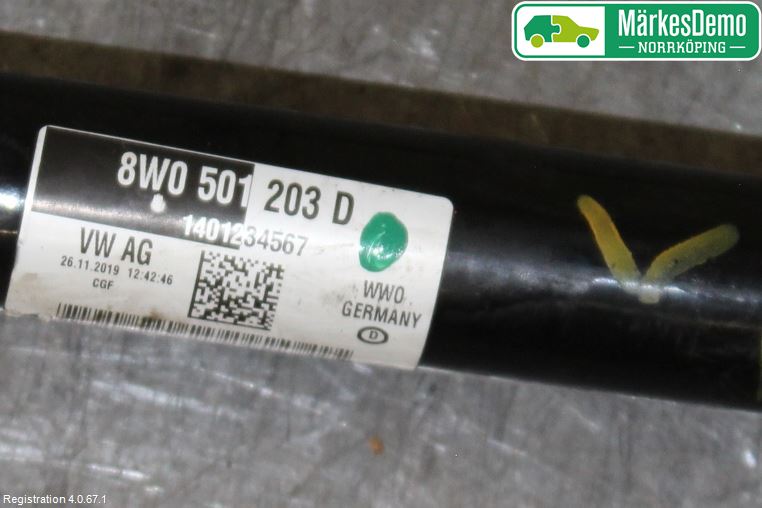 MärkesDemo
NORRKÖPING
8W0 501 203 D
1401234567
VW AG
26.11.2019 12:42:46
CGF
WWO
GERMANY
D
Registration 4.0.67.1